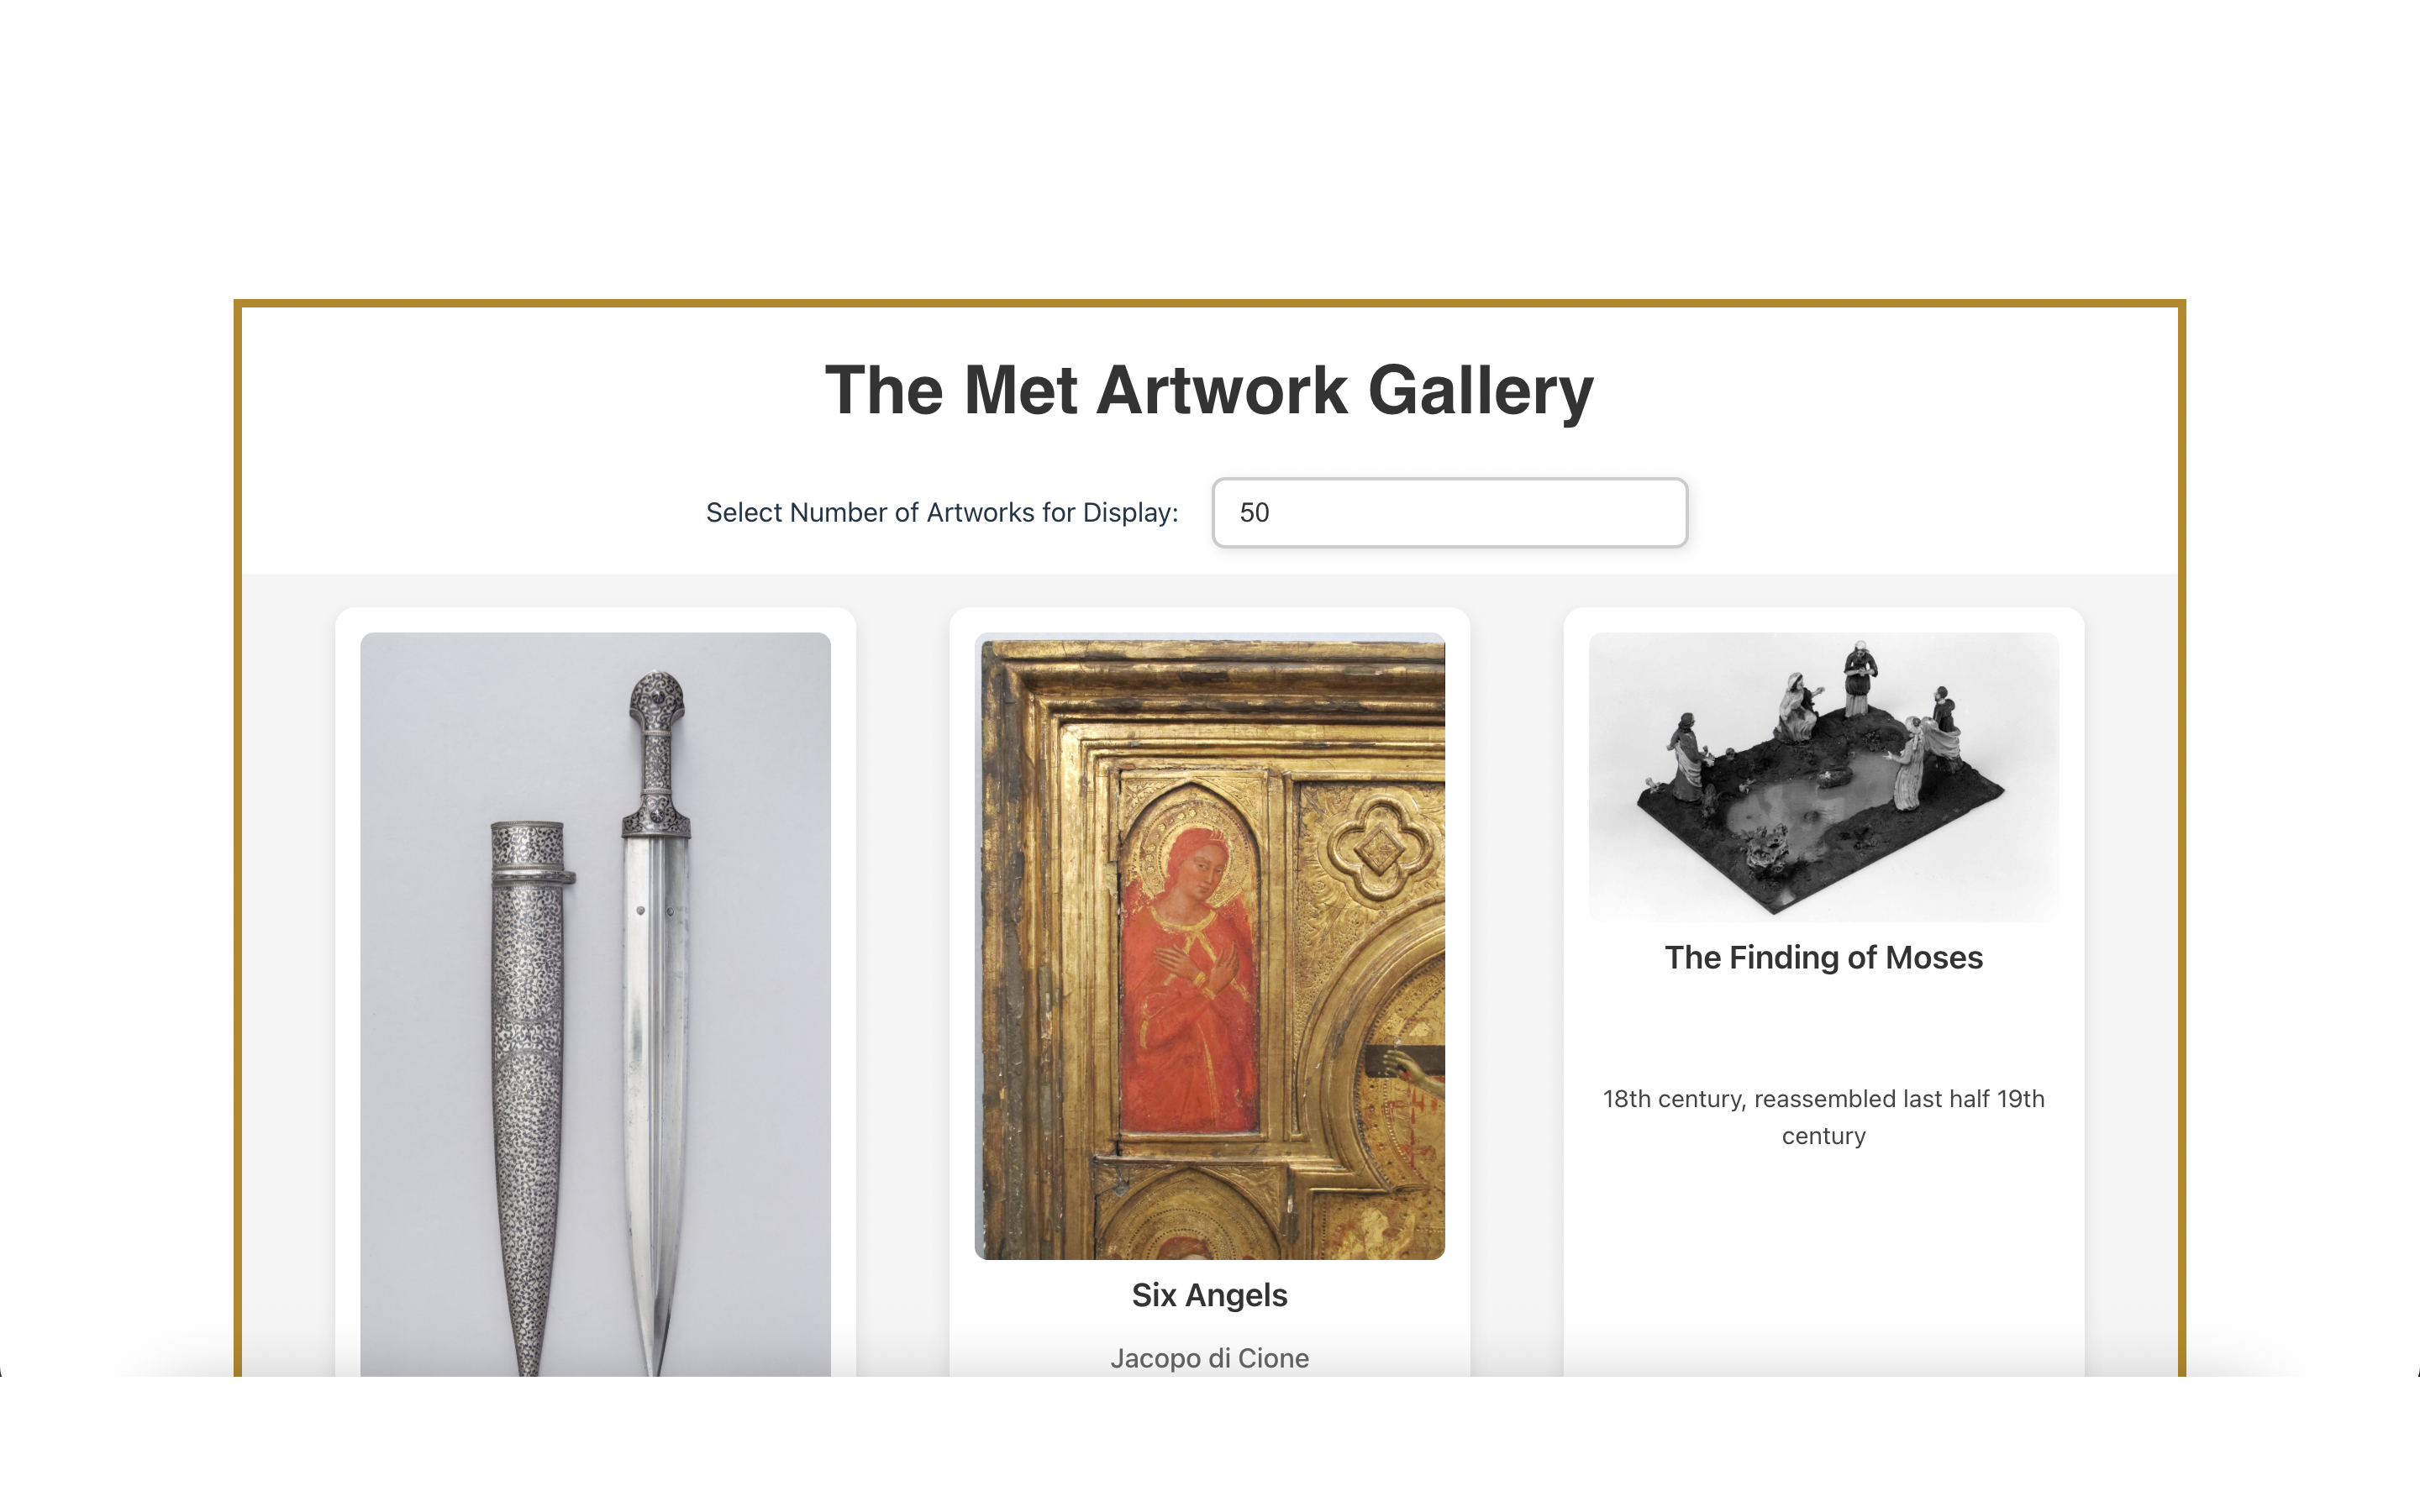 The Met Artwork Gallery
Select Number of Artworks for Display:
50
The Finding of Moses
18th century, reassembled last half 19th
century
Six Angels
Jacopo di Cione